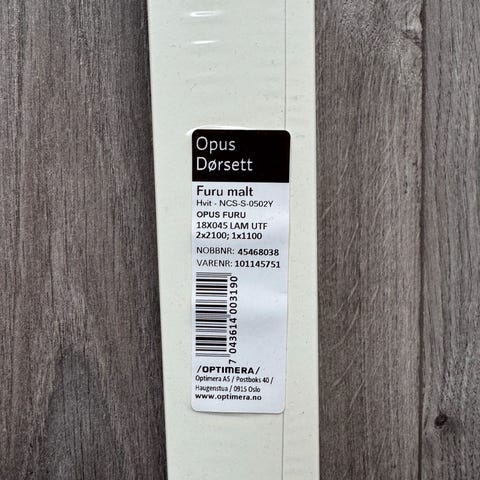 Opus
Dørsett
Furu malt
Hvit - NCS-S-0502Y
OPUS FURU
18X045 LAM UTF
2x2100; 1x1100
NOBBNR: 45468038
VARENR: 101145751
7 043614 003190
/OPTIMERA/
Optimera AS / Postboks 40 /
Haugenstua / 0915 Oslo
www.optimera.no